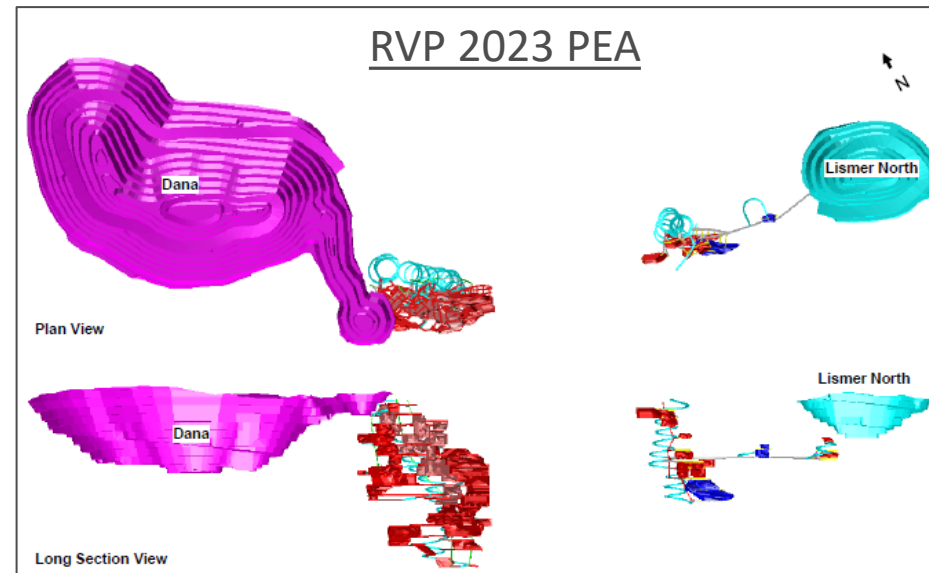 RVP 2023 PEA
N
Dana
Lismer North
Plan View
Lismer North
Dana
Long Section View